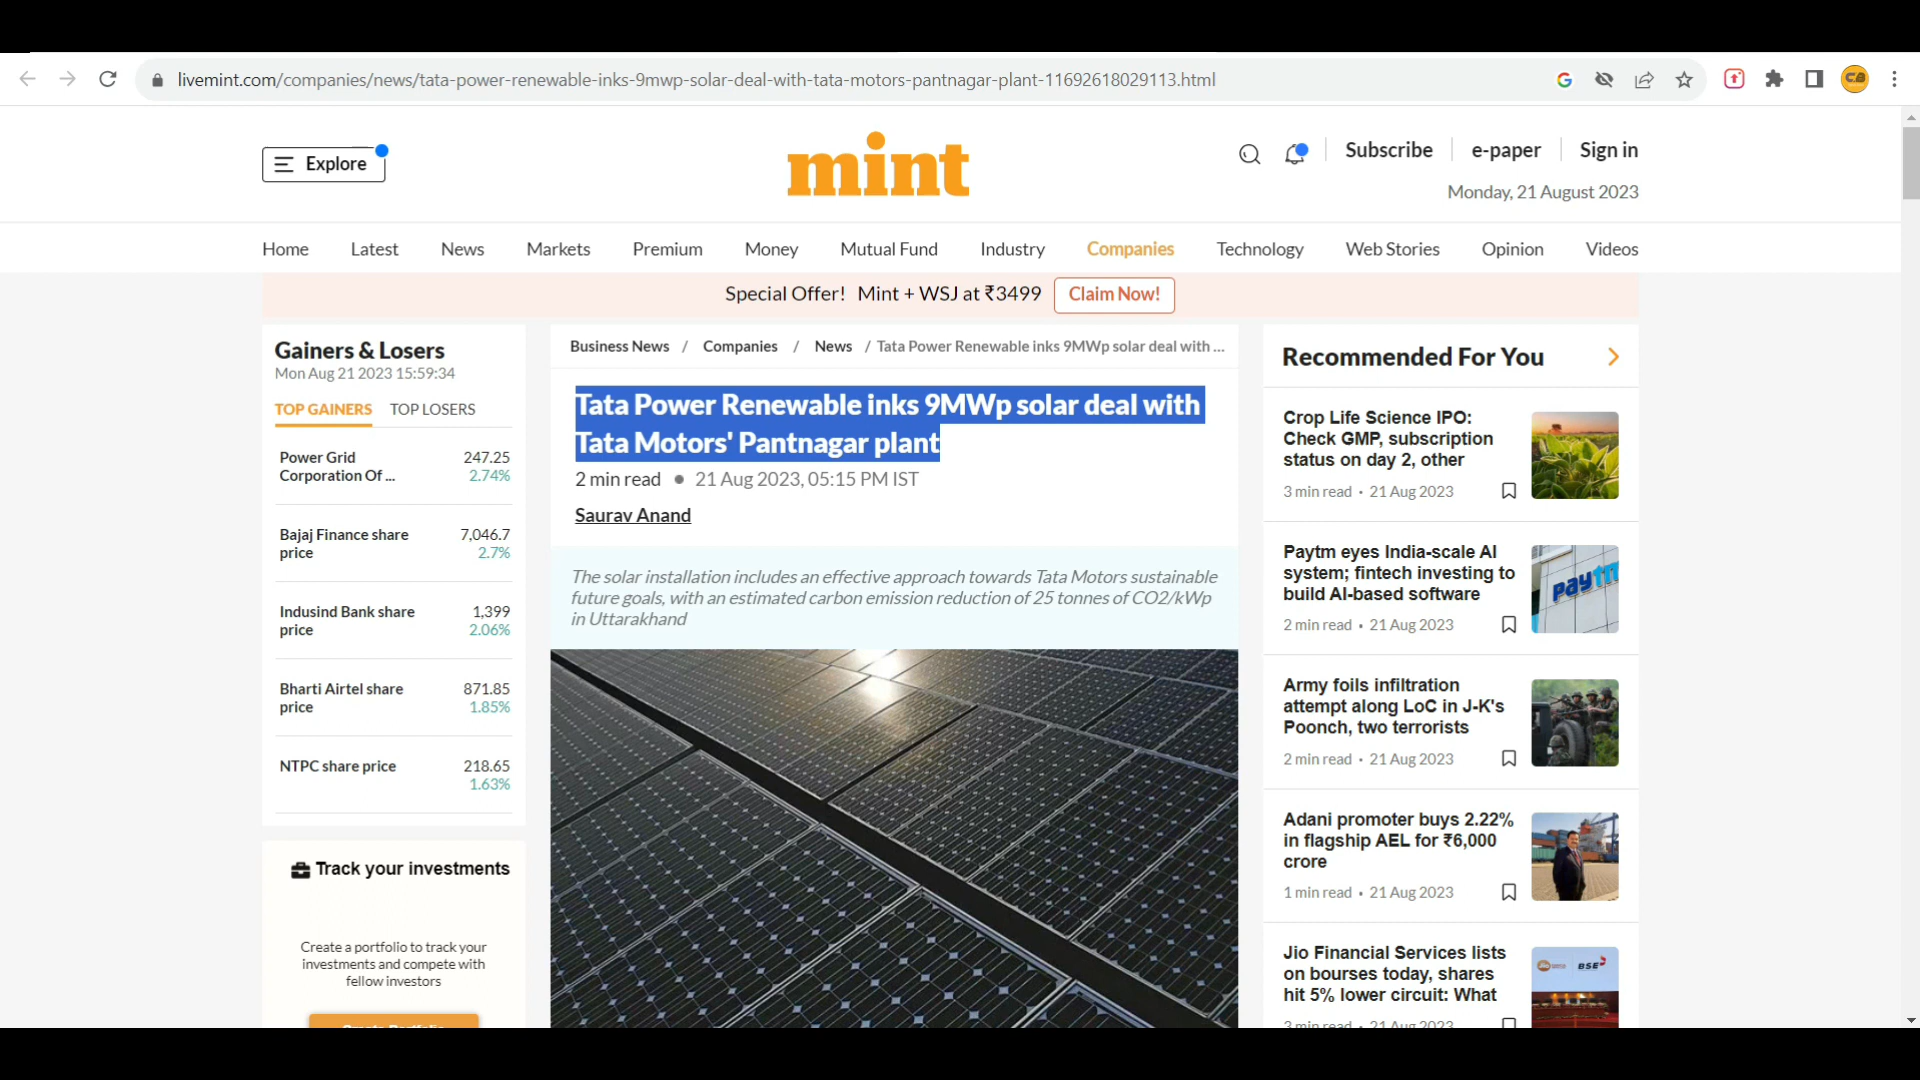 livemint.com/companies/news/tata-power-renewable-inks-9mwp-solar-deal-with-tata-motors-pantnagar-plant-11692618029113.html
CB
Explore
mint
Subscribe
e-paper
Sign in
Monday, 21 August 2023
Home
Latest
News
Markets
Premium
Money
Mutual Fund
Industry
Companies
Technology
Web Stories
Opinion
Videos
Special Offer! Mint + WSJ at ₹3499
Claim Now!
Gainers & Losers
Mon Aug 21 2023 15:59:34
TOP GAINERS
TOP LOSERS
Power Grid 247.25
Corporation Of ... 2.74%
Bajaj Finance share 7,046.7
price 2.7%
Indusind Bank share 1,399
price 2.06%
Bharti Airtel share 871.85
price 1.85%
NTPC share price 218.65
1.63%
Track your investments
Create a portfolio to track your
investments and compete with
fellow investors
Business News / Companies / News / Tata Power Renewable inks 9MWp solar deal with ...
Tata Power Renewable inks 9MWp solar deal with
Tata Motors' Pantnagar plant
2 min read • 21 Aug 2023, 05:15 PM IST
Saurav Anand
The solar installation includes an effective approach towards Tata Motors sustainable
future goals, with an estimated carbon emission reduction of 25 tonnes of CO2/kWp
in Uttarakhand
Recommended For You
Crop Life Science IPO:
Check GMP, subscription
status on day 2, other
3 min read • 21 Aug 2023
Paytm eyes India-scale AI
system; fintech investing to
build AI-based software
2 min read • 21 Aug 2023
paytm
Army foils infiltration
attempt along LoC in J-K's
Poonch, two terrorists
2 min read • 21 Aug 2023
Adani promoter buys 2.22%
in flagship AEL for ₹6,000
crore
1 min read • 21 Aug 2023
Jio Financial Services lists
on bourses today, shares
hit 5% lower circuit: What
3 min read • 21 Aug 2023
BSE